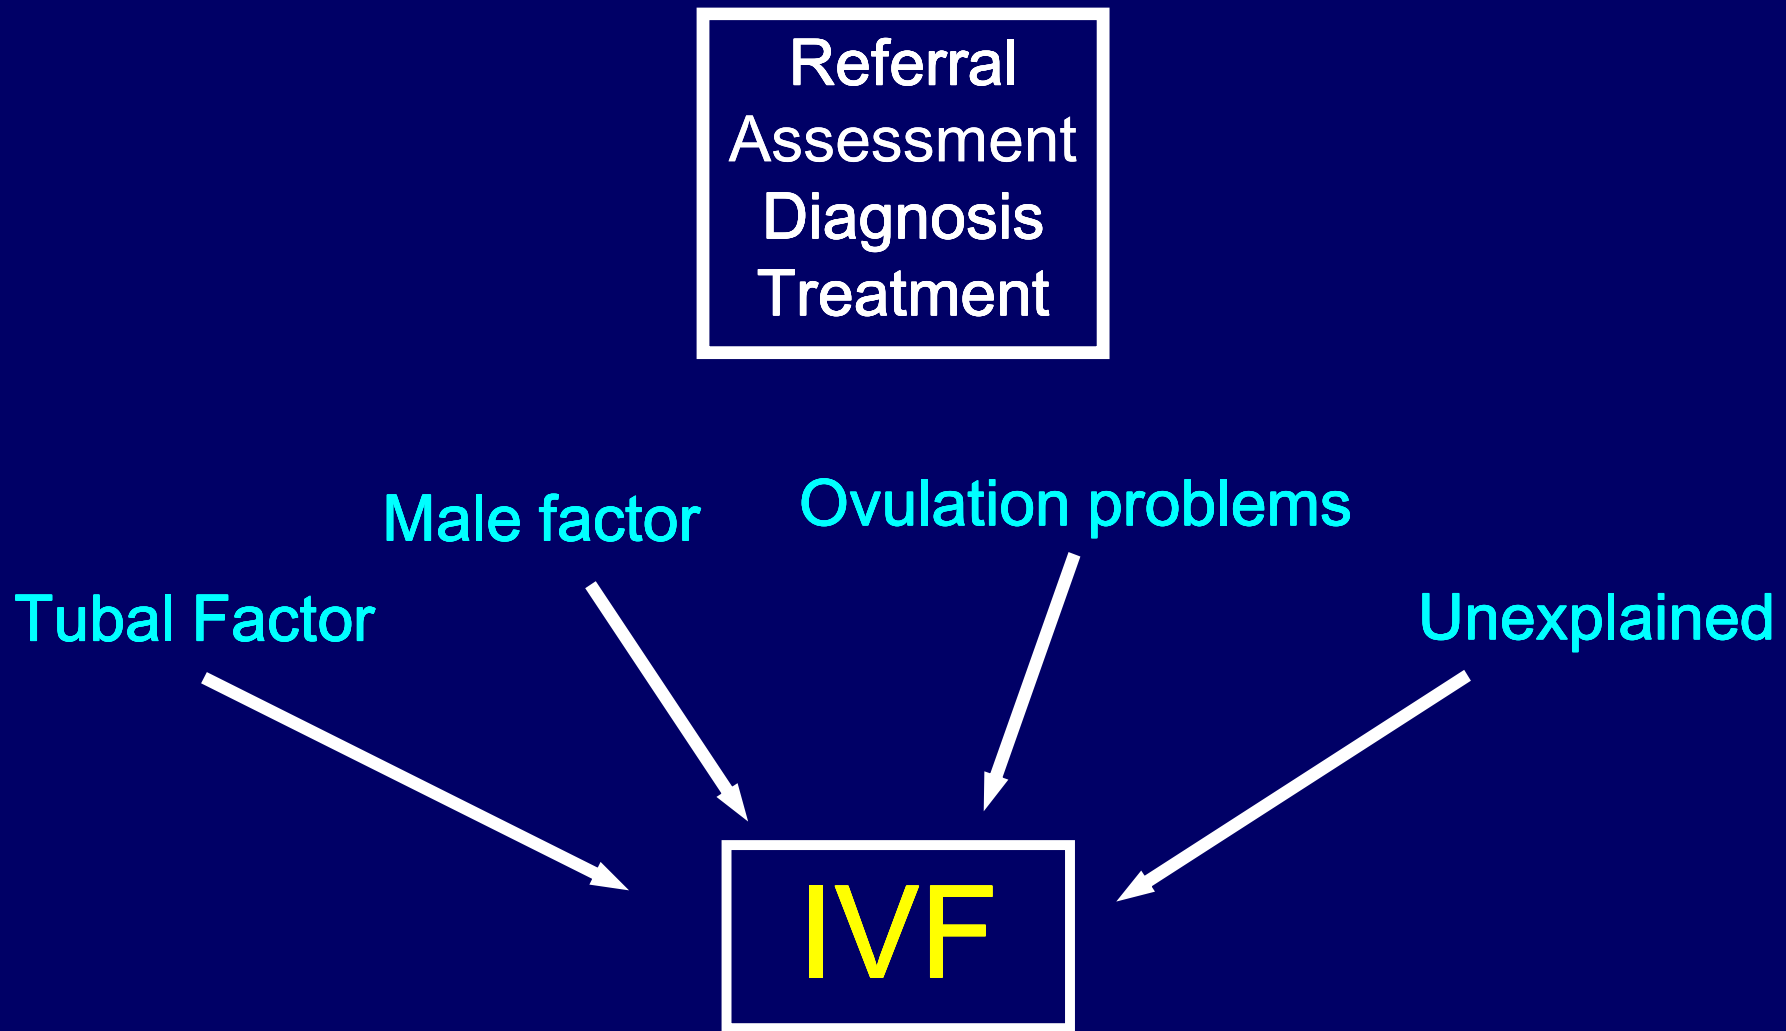 Referral
Assessment
Diagnosis
Treatment
Male factor
Ovulation problems
Tubal Factor
Unexplained
IVF